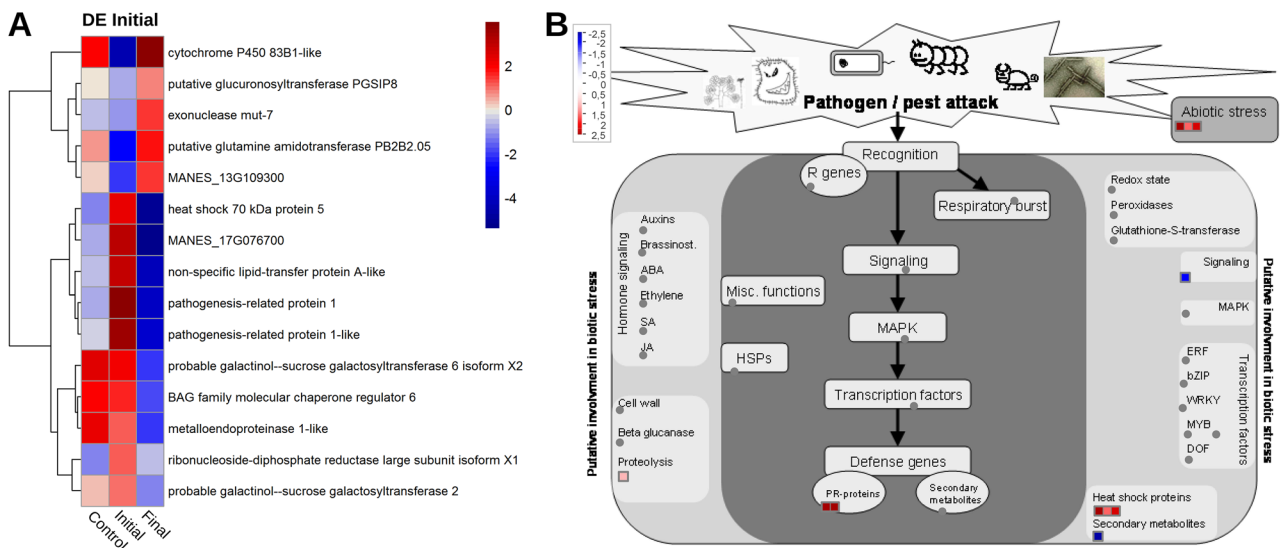 A
DE Initial
cytochrome P450 83B1-like
putative glucuronosyltransferase PGSIP8
exonuclease mut-7
putative glutamine amidotransferase PB2B2.05
MANES_13G109300
heat shock 70 kDa protein 5
MANES_17G076700
non-specific lipid-transfer protein A-like
pathogenesis-related protein 1
pathogenesis-related protein 1-like
probable galactinol--sucrose galactosyltransferase 6 isoform X2
BAG family molecular chaperone regulator 6
metalloendoproteinase 1-like
ribonucleoside-diphosphate reductase large subunit isoform X1
probable galactinol--sucrose galactosyltransferase 2
Control
Initial
Final
2
0
-2
-4
B
-2,5
-2
-1,5
-1
-0,5
0
0,5
1
1,5
2
2,5
Pathogen / pest attack
Abiotic stress
Recognition
R genes
Respiratory burst
Signaling
Misc. functions
MAPK
HSPs
Transcription factors
Defense genes
PR-proteins
Secondary
metabolites
Putative involvment in biotic stress
Hormone signaling
Auxins
Brassinost.
ABA
Ethylene
SA
JA
Cell wall
Beta glucanase
Proteolysis
Redox state
Peroxidases
Glutathione-S-transferase
Signaling
MAPK
ERF
bZIP
WRKY
MYB
DOF
Transcription factors
Putative involvment in biotic stress
Heat shock proteins
Secondary metabolites